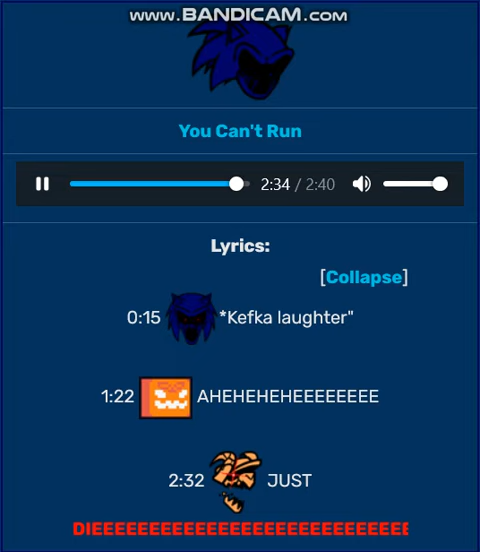 www.BANDICAM.com
You Can't Run
2:34 / 2:40
Lyrics:
[Collapse]
0:15 *Kefka laughter"
1:22 AHEHEHEHEEEEEEEE
2:32 JUST
DIEEEEEEEEEEEEEEEEEEEEEEEEEEEE